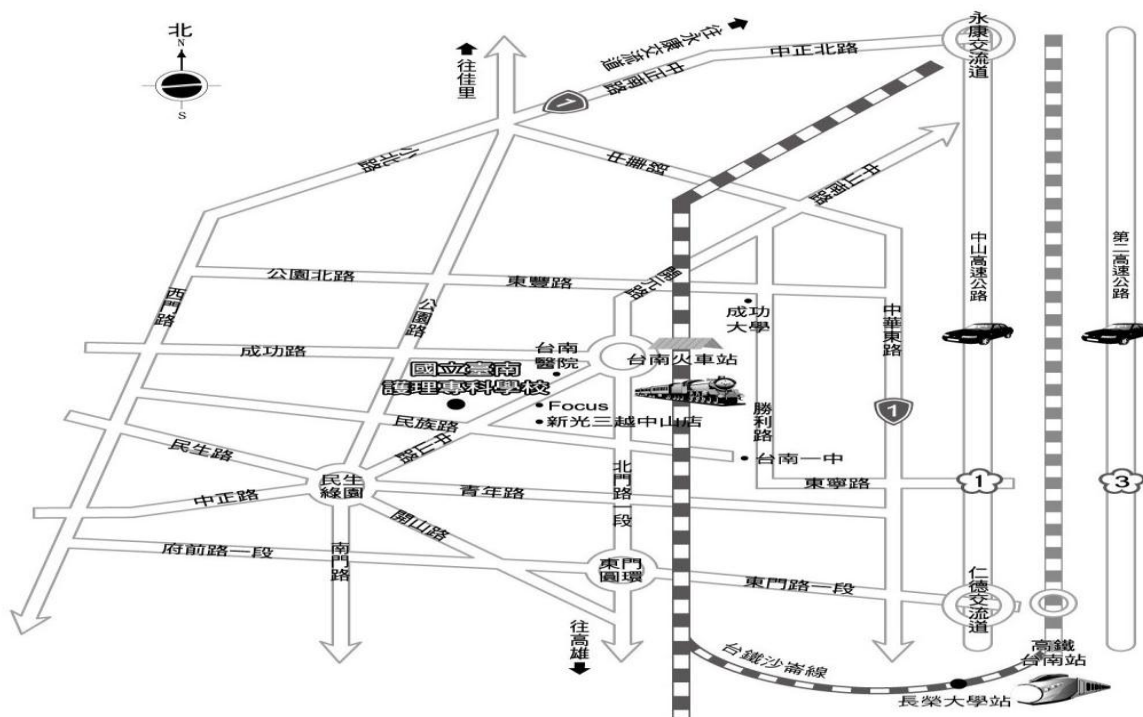 北
N
S
往佳里
往永康交流道
中正南路
1
中正北路
永康交流道
小北路
中華路
中山南路
中山高速公路
第二高速公路
公園北路
東豐路
開元路
西門路
公園路
成功
大學
中華東路
成功路
台南
醫院
台南火車站
國立臺南
護理專科學校
Focus
新光三越中山店
民族路
中山路
勝利路
1
台南一中
民生路
北門路一段
民生
綠園
中正路
青年路
東寧路
1
3
開山路
府前路一段
南門路
東門
圓環
東門路一段
仁德交流道
往高雄
台鐵沙崙線
高鐵
台南站
長榮大學站